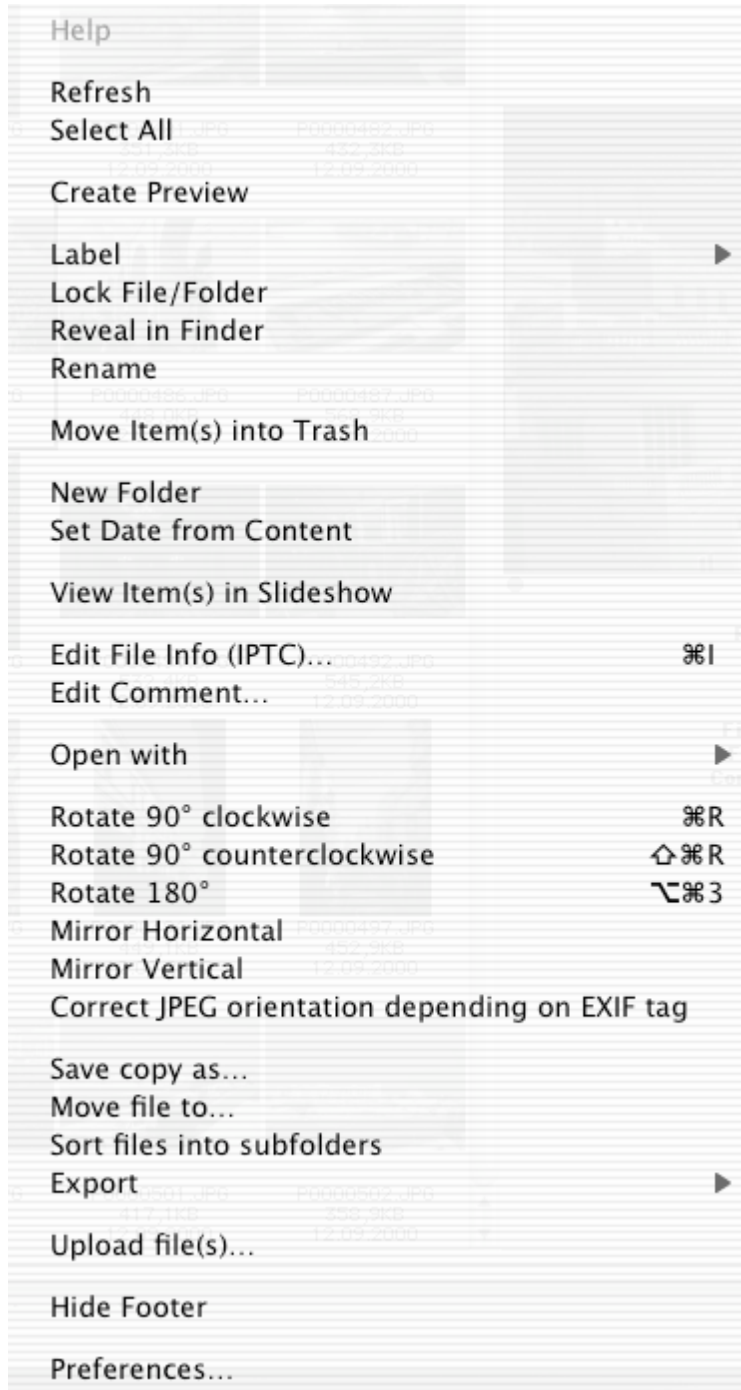 Help
Refresh
Select All
Create Preview
Label ▶
Lock File/Folder
Reveal in Finder
Rename
Move Item(s) into Trash
New Folder
Set Date from Content
View Item(s) in Slideshow
Edit File Info (IPTC)... ⌘I
Edit Comment...
Open with ▶
Rotate 90° clockwise ⌘R
Rotate 90° counterclockwise ⇧⌘R
Rotate 180° ⌥⌘3
Mirror Horizontal
Mirror Vertical
Correct JPEG orientation depending on EXIF tag
Save copy as...
Move file to...
Sort files into subfolders
Export ▶
Upload file(s)...
Hide Footer
Preferences...